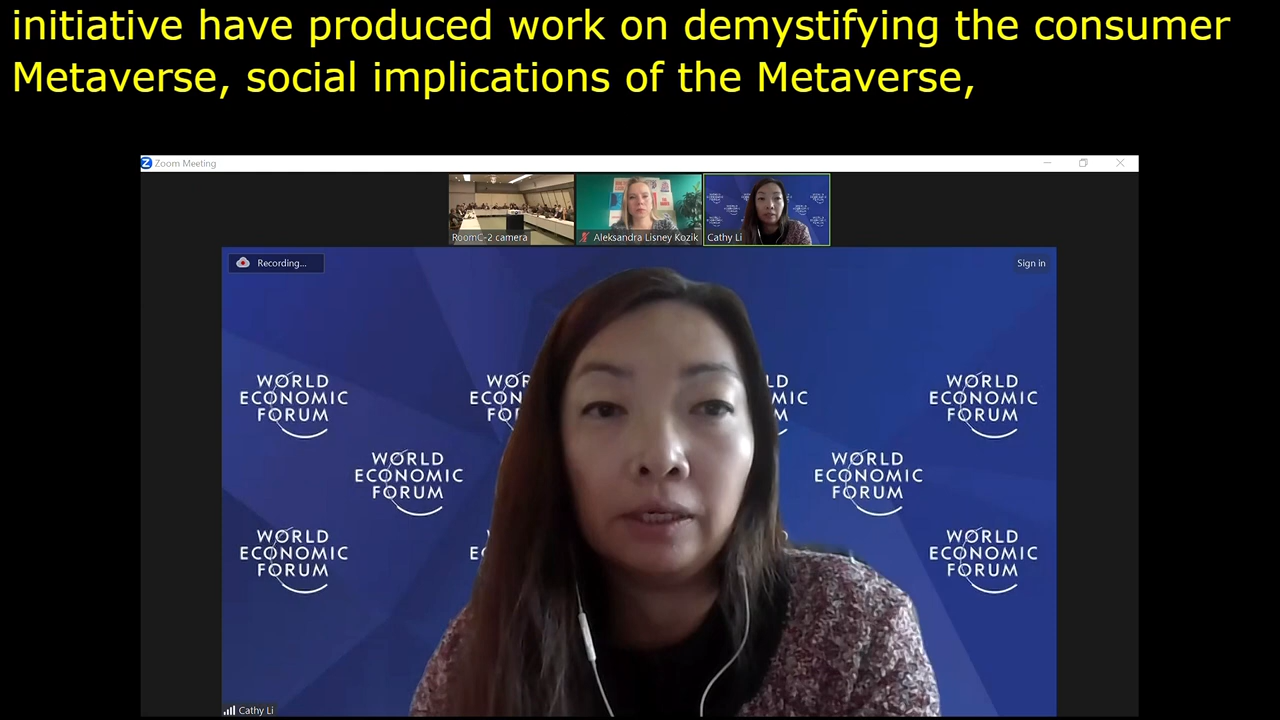 initiative have produced work on demystifying the consumer
Metaverse, social implications of the Metaverse,
Zoom Meeting
RoomC-2 camera
Aleksandra Lisney Kozik
Cathy Li
Recording...
Sign in
WORLD
ECONOMIC
FORUM
WORLD
ECONOMIC
FORUM
WORLD
ECONOMIC
FORUM
WORLD
ECONOMIC
FORUM
WORLD
ECONOMIC
FORUM
WORLD
ECONOMIC
FORUM
Cathy Li